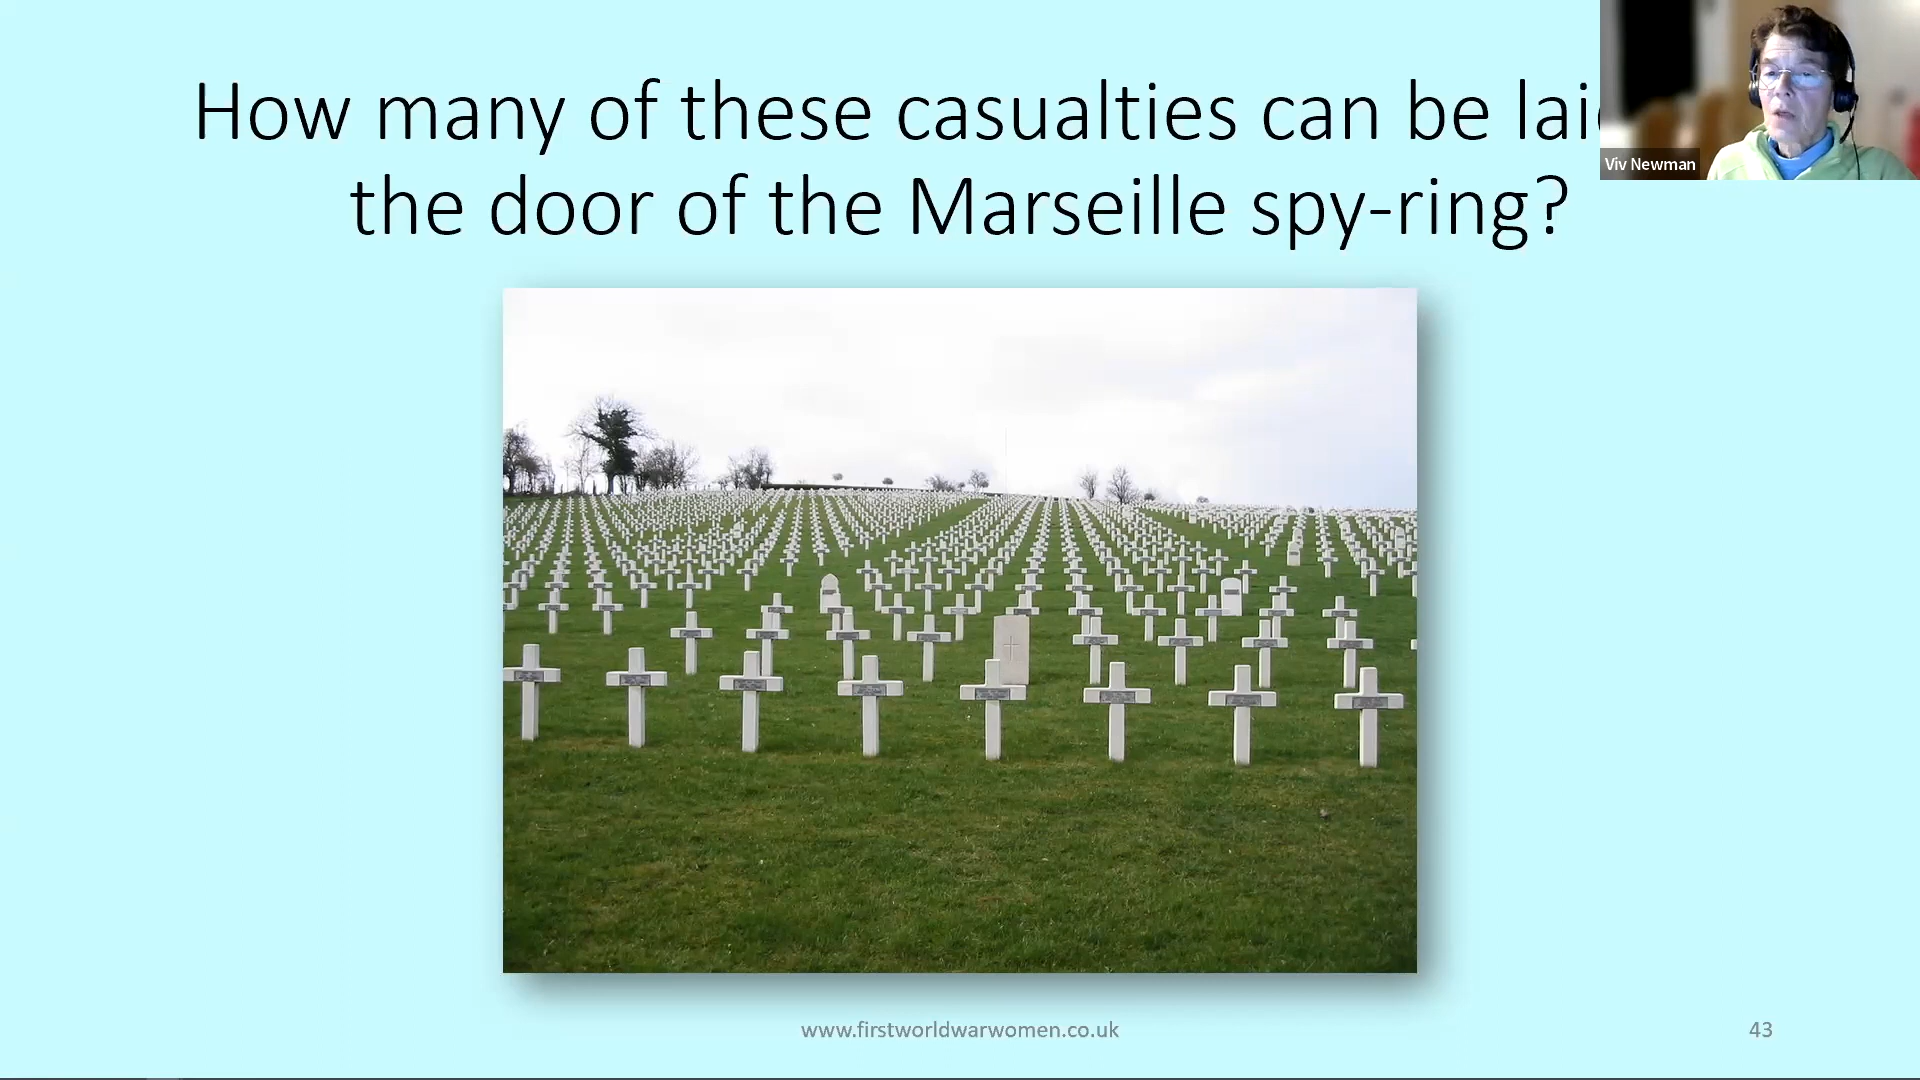 How many of these casualties can be lai
the door of the Marseille spy-ring?
Viv Newman
www.firstworldwarwomen.co.uk
43